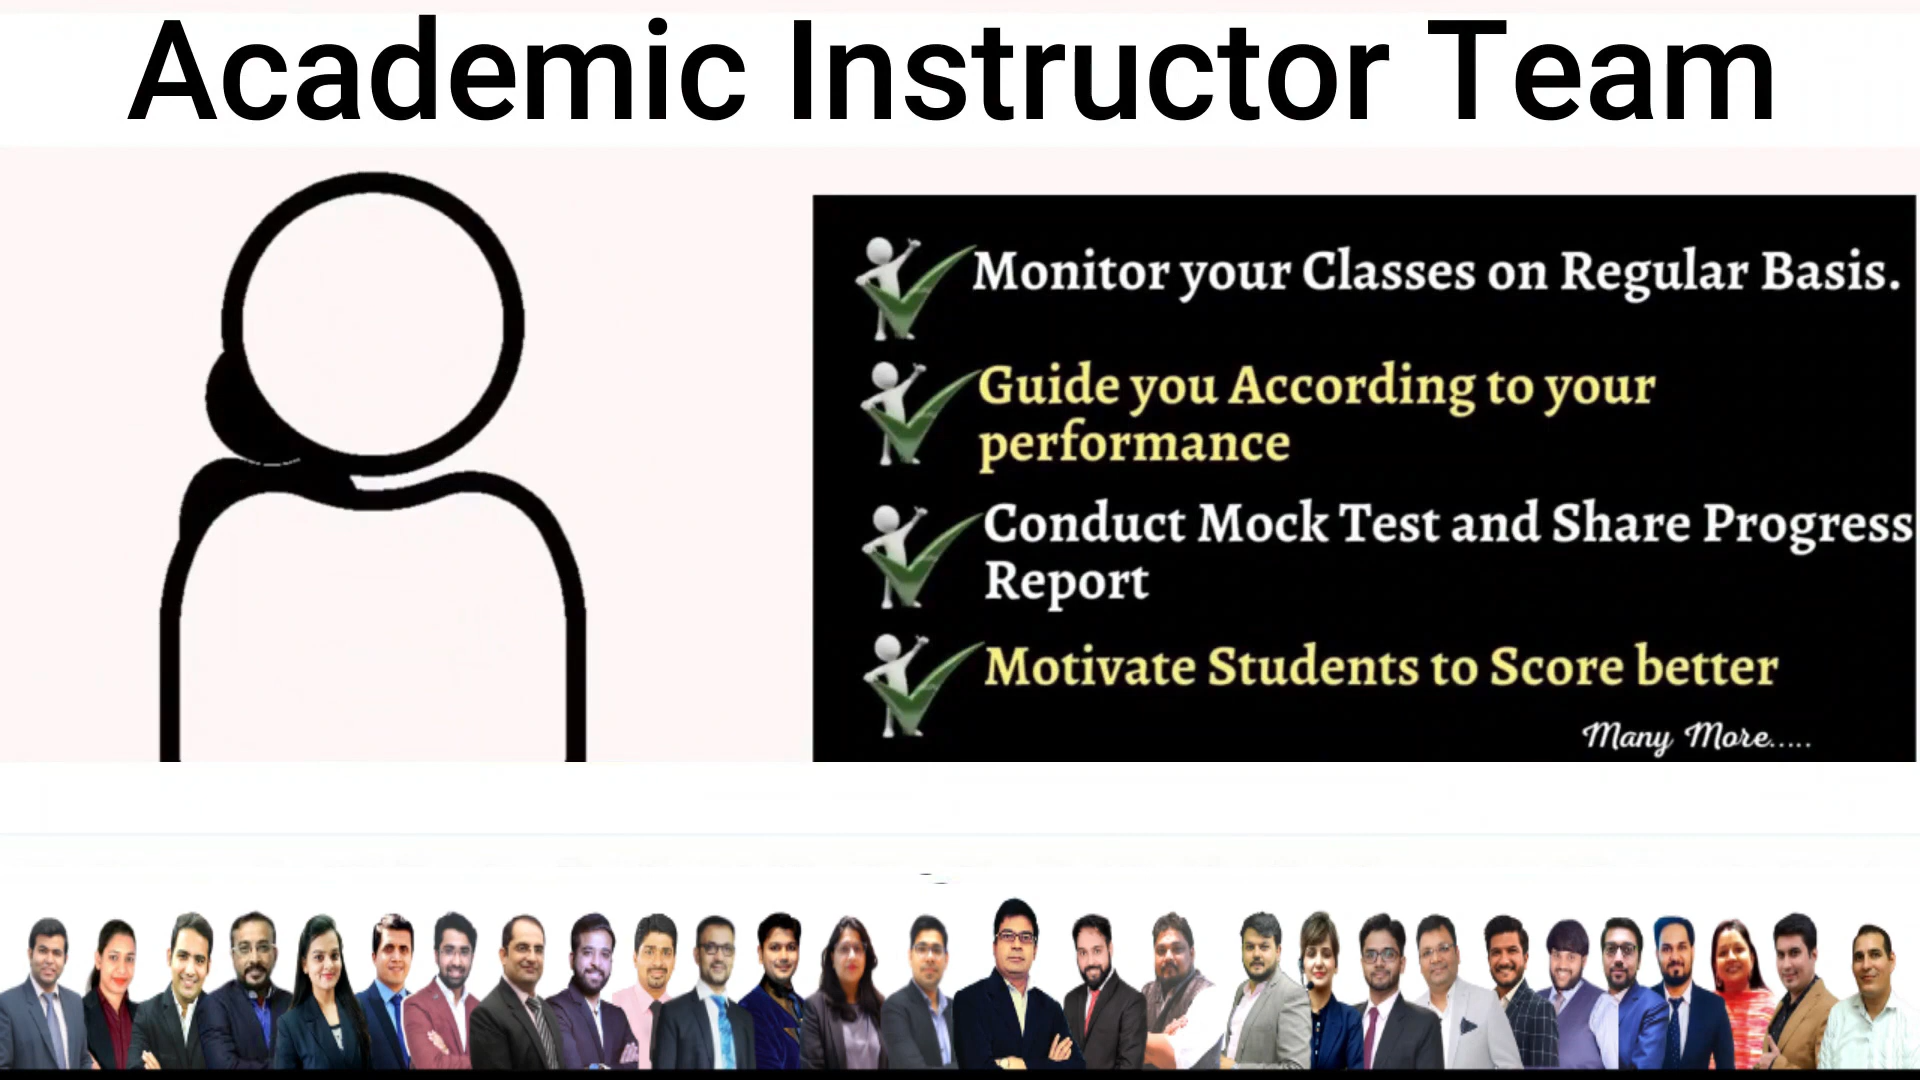 Academic Instructor Team
Monitor your Classes on Regular Basis.
Guide you According to your
performance
Conduct Mock Test and Share Progress
Report
Motivate Students to Score better
Many More.....